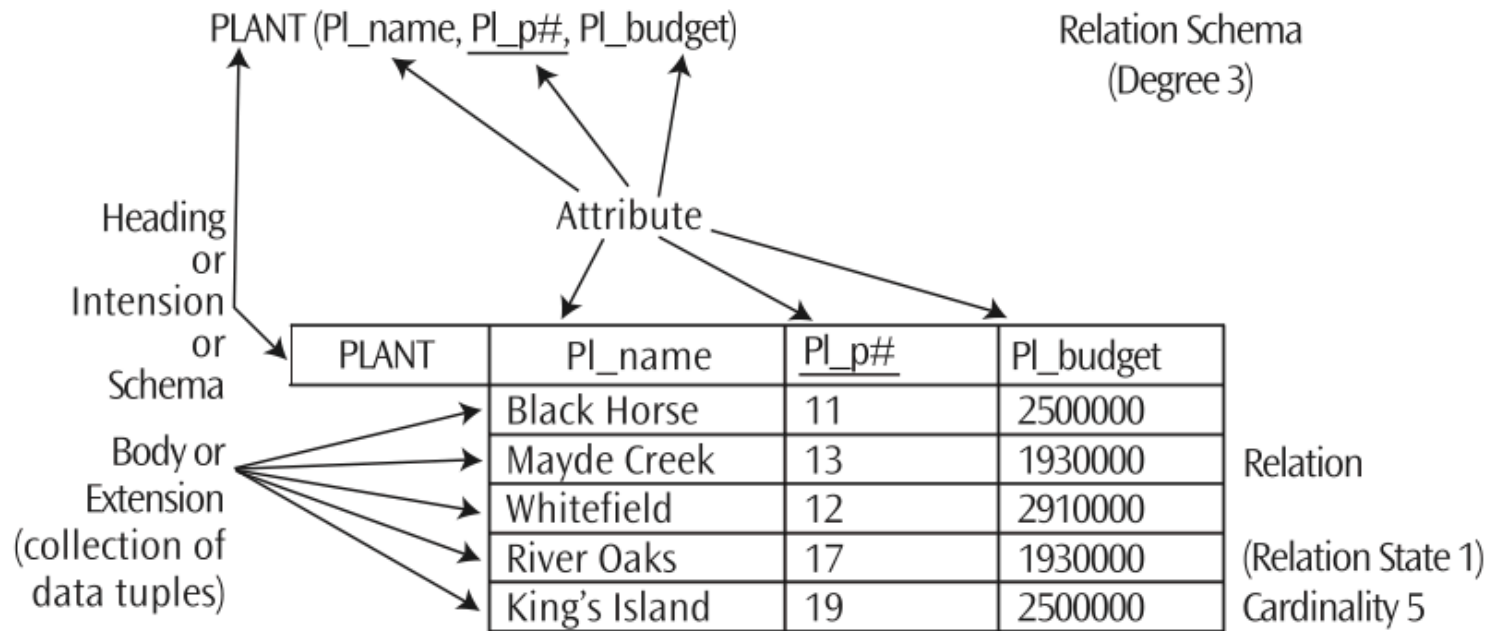 PLANT (Pl_name, Pl_p#, Pl_budget)
Relation Schema
(Degree 3)
Attribute
Heading
or
Intension
or
Schema
PLANT Pl_name Pl_p# Pl_budget
Black Horse 11 2500000
Mayde Creek 13 1930000
Whitefield 12 2910000
River Oaks 17 1930000
King's Island 19 2500000
Body or
Extension
(collection of
data tuples)
Relation
(Relation State 1)
Cardinality 5